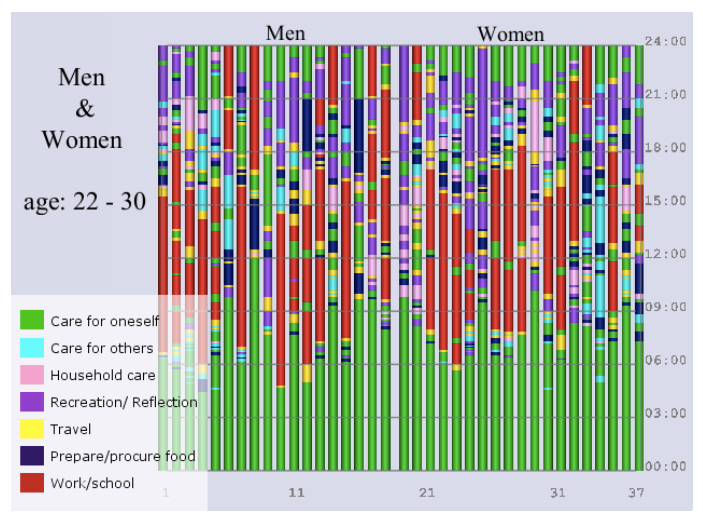 Men
Women
Men
&
Women
age: 22 - 30
24:00
21:00
18:00
15:00
12:00
09:00
06:00
03:00
00:00
Care for oneself
Care for others
Household care
Recreation/ Reflection
Travel
Prepare/procure food
Work/school
1
11
21
31
37